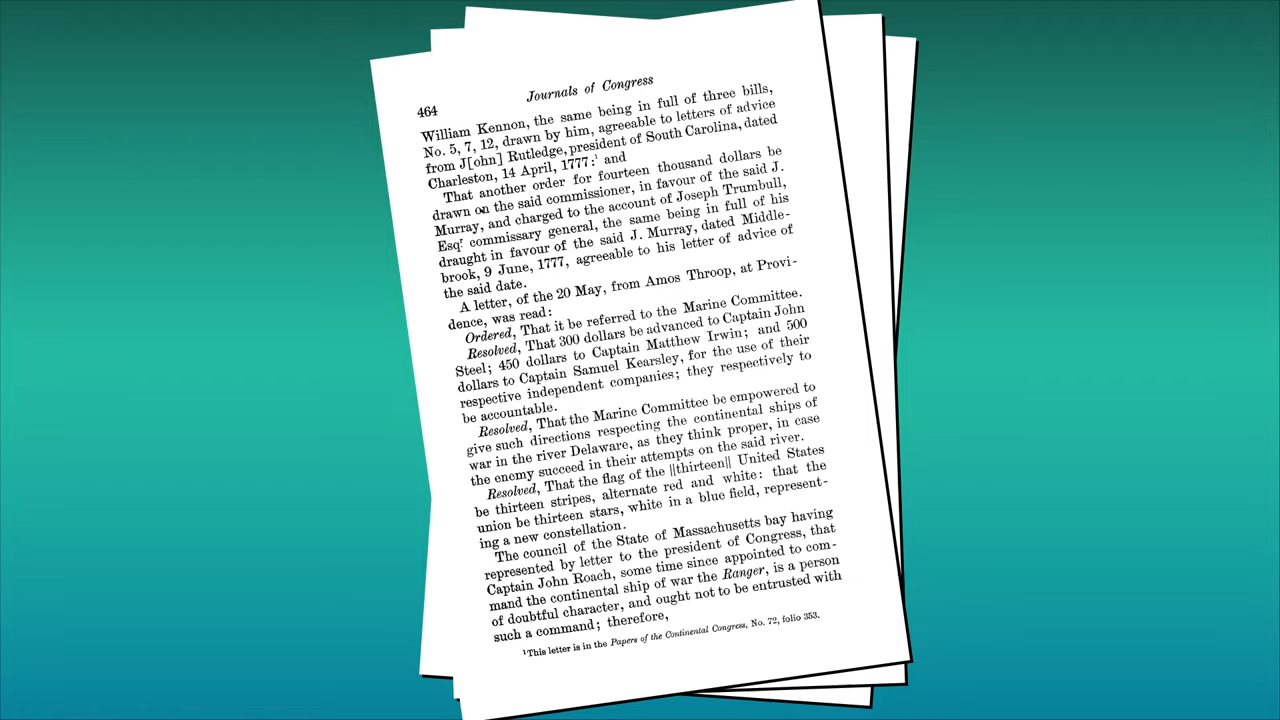 464
Journals of Congress
William Kennon, the same being in full of three bills,
No. 5, 7, 12, drawn by him, agreeable to letters of advice
from J[ohn] Rutledge, president of South Carolina, dated
Charleston, 14 April, 1777:¹ and
That another order for fourteen thousand dollars be
drawn on the said commissioner, in favour of the said J.
Murray, and charged to the account of Joseph Trumbull,
Esqʳ commissary general, the same being in full of his
draught in favour of the said J. Murray, dated Middle-
brook, 9 June, 1777, agreeable to his letter of advice of
the said date.
A letter, of the 20 May, from Amos Throop, at Provi-
dence, was read:
Ordered, That it be referred to the Marine Committee.
Resolved, That 300 dollars be advanced to Captain John
Steel; 450 dollars to Captain Matthew Irwin; and 500
dollars to Captain Samuel Kearsley, for the use of their
respective independent companies; they respectively to
be accountable.
Resolved, That the Marine Committee be empowered to
give such directions respecting the continental ships of
war in the river Delaware, as they think proper, in case
the enemy succeed in their attempts on the said river.
Resolved, That the flag of the ||thirteen|| United States
be thirteen stripes, alternate red and white: that the
union be thirteen stars, white in a blue field, represent-
ing a new constellation.
The council of the State of Massachusetts bay having
represented by letter to the president of Congress, that
Captain John Roach, some time since appointed to com-
mand the continental ship of war the Ranger, is a person
of doubtful character, and ought not to be entrusted with
such a command; therefore,
¹This letter is in the Papers of the Continental Congress, No. 72, folio 353.